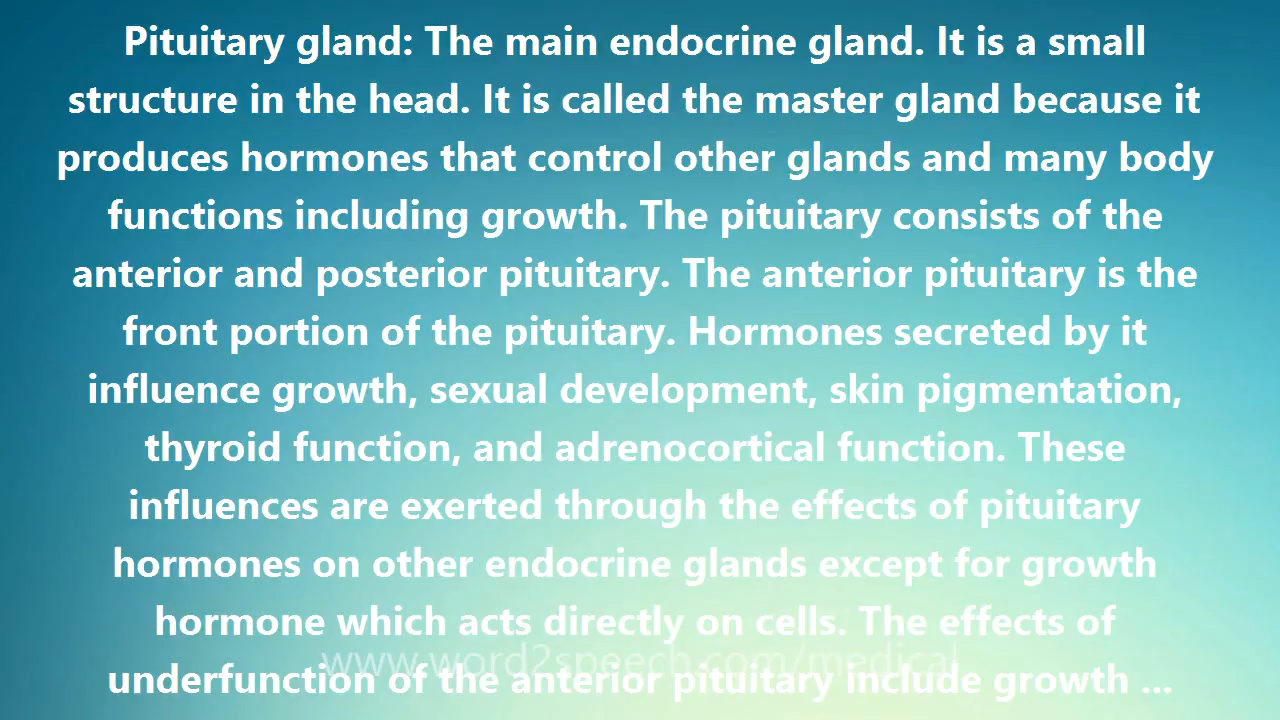 Pituitary gland: The main endocrine gland. It is a small
structure in the head. It is called the master gland because it
produces hormones that control other glands and many body
functions including growth. The pituitary consists of the
anterior and posterior pituitary. The anterior pituitary is the
front portion of the pituitary. Hormones secreted by it
influence growth, sexual development, skin pigmentation,
thyroid function, and adrenocortical function. These
influences are exerted through the effects of pituitary
hormones on other endocrine glands except for growth
hormone which acts directly on cells. The effects of
www.word2speech.com/medical
underfunction of the anterior pituitary include growth ...